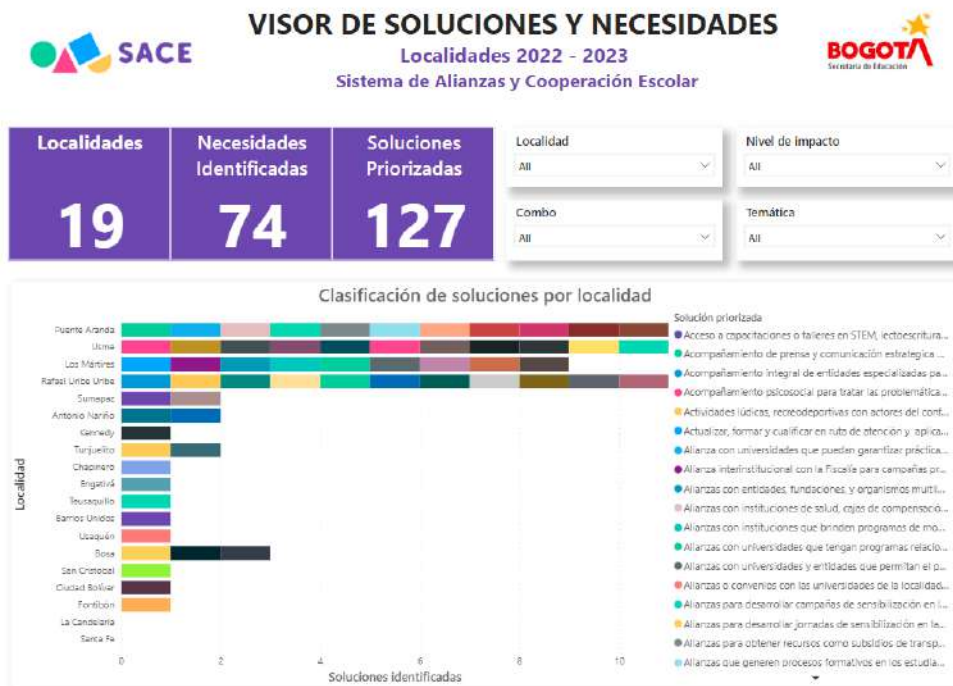 SACE
VISOR DE SOLUCIONES Y NECESIDADES
Localidades 2022 - 2023
Sistema de Alianzas y Cooperación Escolar
BOGOTÁ
Secretaría de Educación
Localidades
19
Necesidades
Identificadas
74
Soluciones
Priorizadas
127
Localidad
All
Nivel de impacto
All
Combo
All
Temática
All
Clasificación de soluciones por localidad
Localidad
Puente Aranda
Usme
Los Mártires
Rafael Uribe Uribe
Sumapaz
Antonio Nariño
Kennedy
Tunjuelito
Chapinero
Engativá
Teusaquillo
Barrios Unidos
Usaquén
Bosa
San Cristobal
Ciudad Bolívar
Fontibón
La Candelaria
Santa Fe
0 2 4 6 8 10
Soluciones identificadas
Solución priorizada
Acceso a capacitaciones o talleres en STEM, lectoescritura...
Acompañamiento de prensa y comunicación estrategica ...
Acompañamiento integral de entidades especializadas pa...
Acompañamiento psicosocial para tratar las problemática...
Actividades lúdicas, recreodeportivas con actores del cont...
Actualizar, formar y cualificar en ruta de atención y aplica...
Alianza con universidades que puedan garantizar práctica...
Alianza interinstitucional con la Fiscalía para campañas pr...
Alianzas con entidades, fundaciones, y organismos multil...
Alianzas con instituciones de salud, cajas de compensació...
Alianzas con instituciones que brinden programas de mo...
Alianzas con universidades que tengan programas relacio...
Alianzas con universidades y entidades que permitan el p...
Alianzas o convenios con las universidades de la localidad...
Alianzas para desarrollar campañas de sensibilización en l...
Alianzas para desarrollar jornadas de sensibilización en la...
Alianzas para obtener recursos como subsidios de transp...
Alianzas que generen procesos formativos en los estudia...